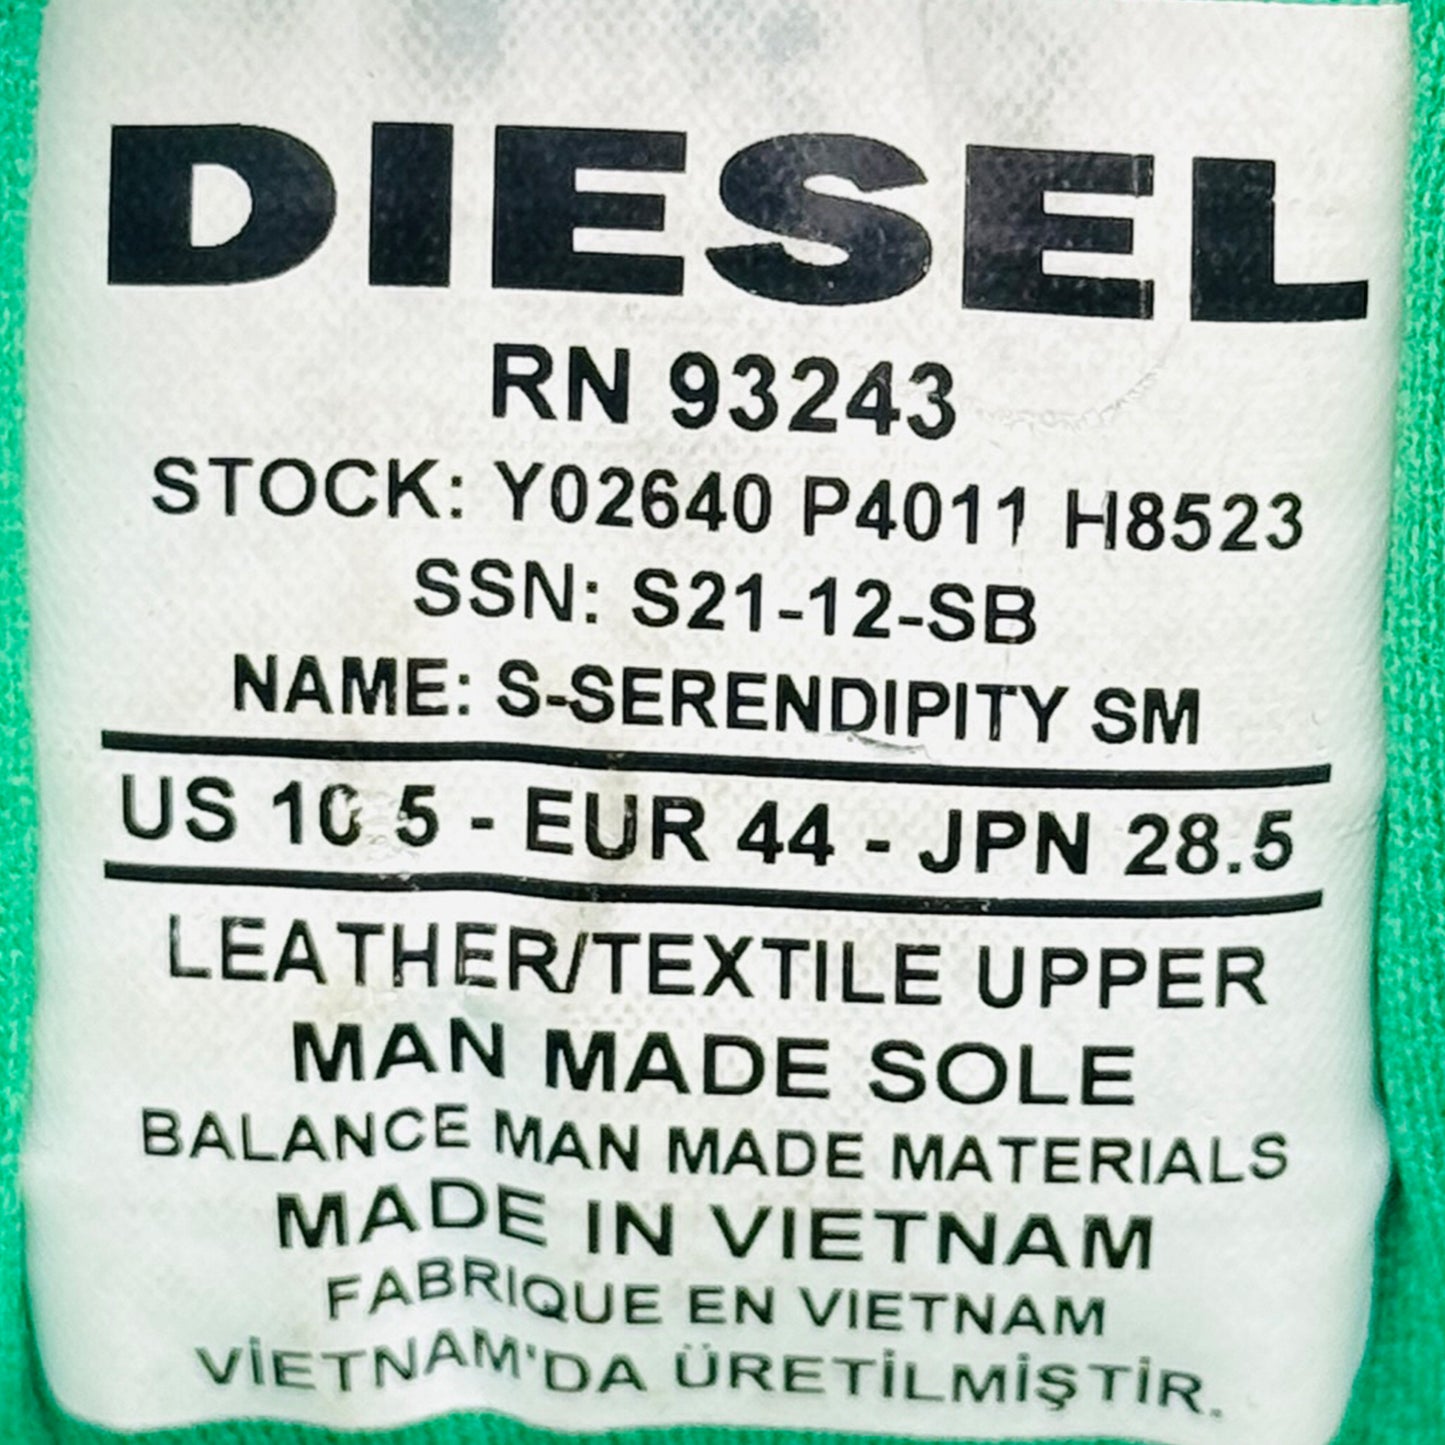 DIESEL
RN 93243
STOCK: Y02640 P4011 H8523
SSN: S21-12-SB
NAME: S-SERENDIPITY SM
US 10 5 - EUR 44 - JPN 28.5
LEATHER/TEXTILE UPPER
MAN MADE SOLE
BALANCE MAN MADE MATERIALS
MADE IN VIETNAM
FABRIQUE EN VIETNAM
VİETNAM'DA ÜRETİLMİŞTİR.